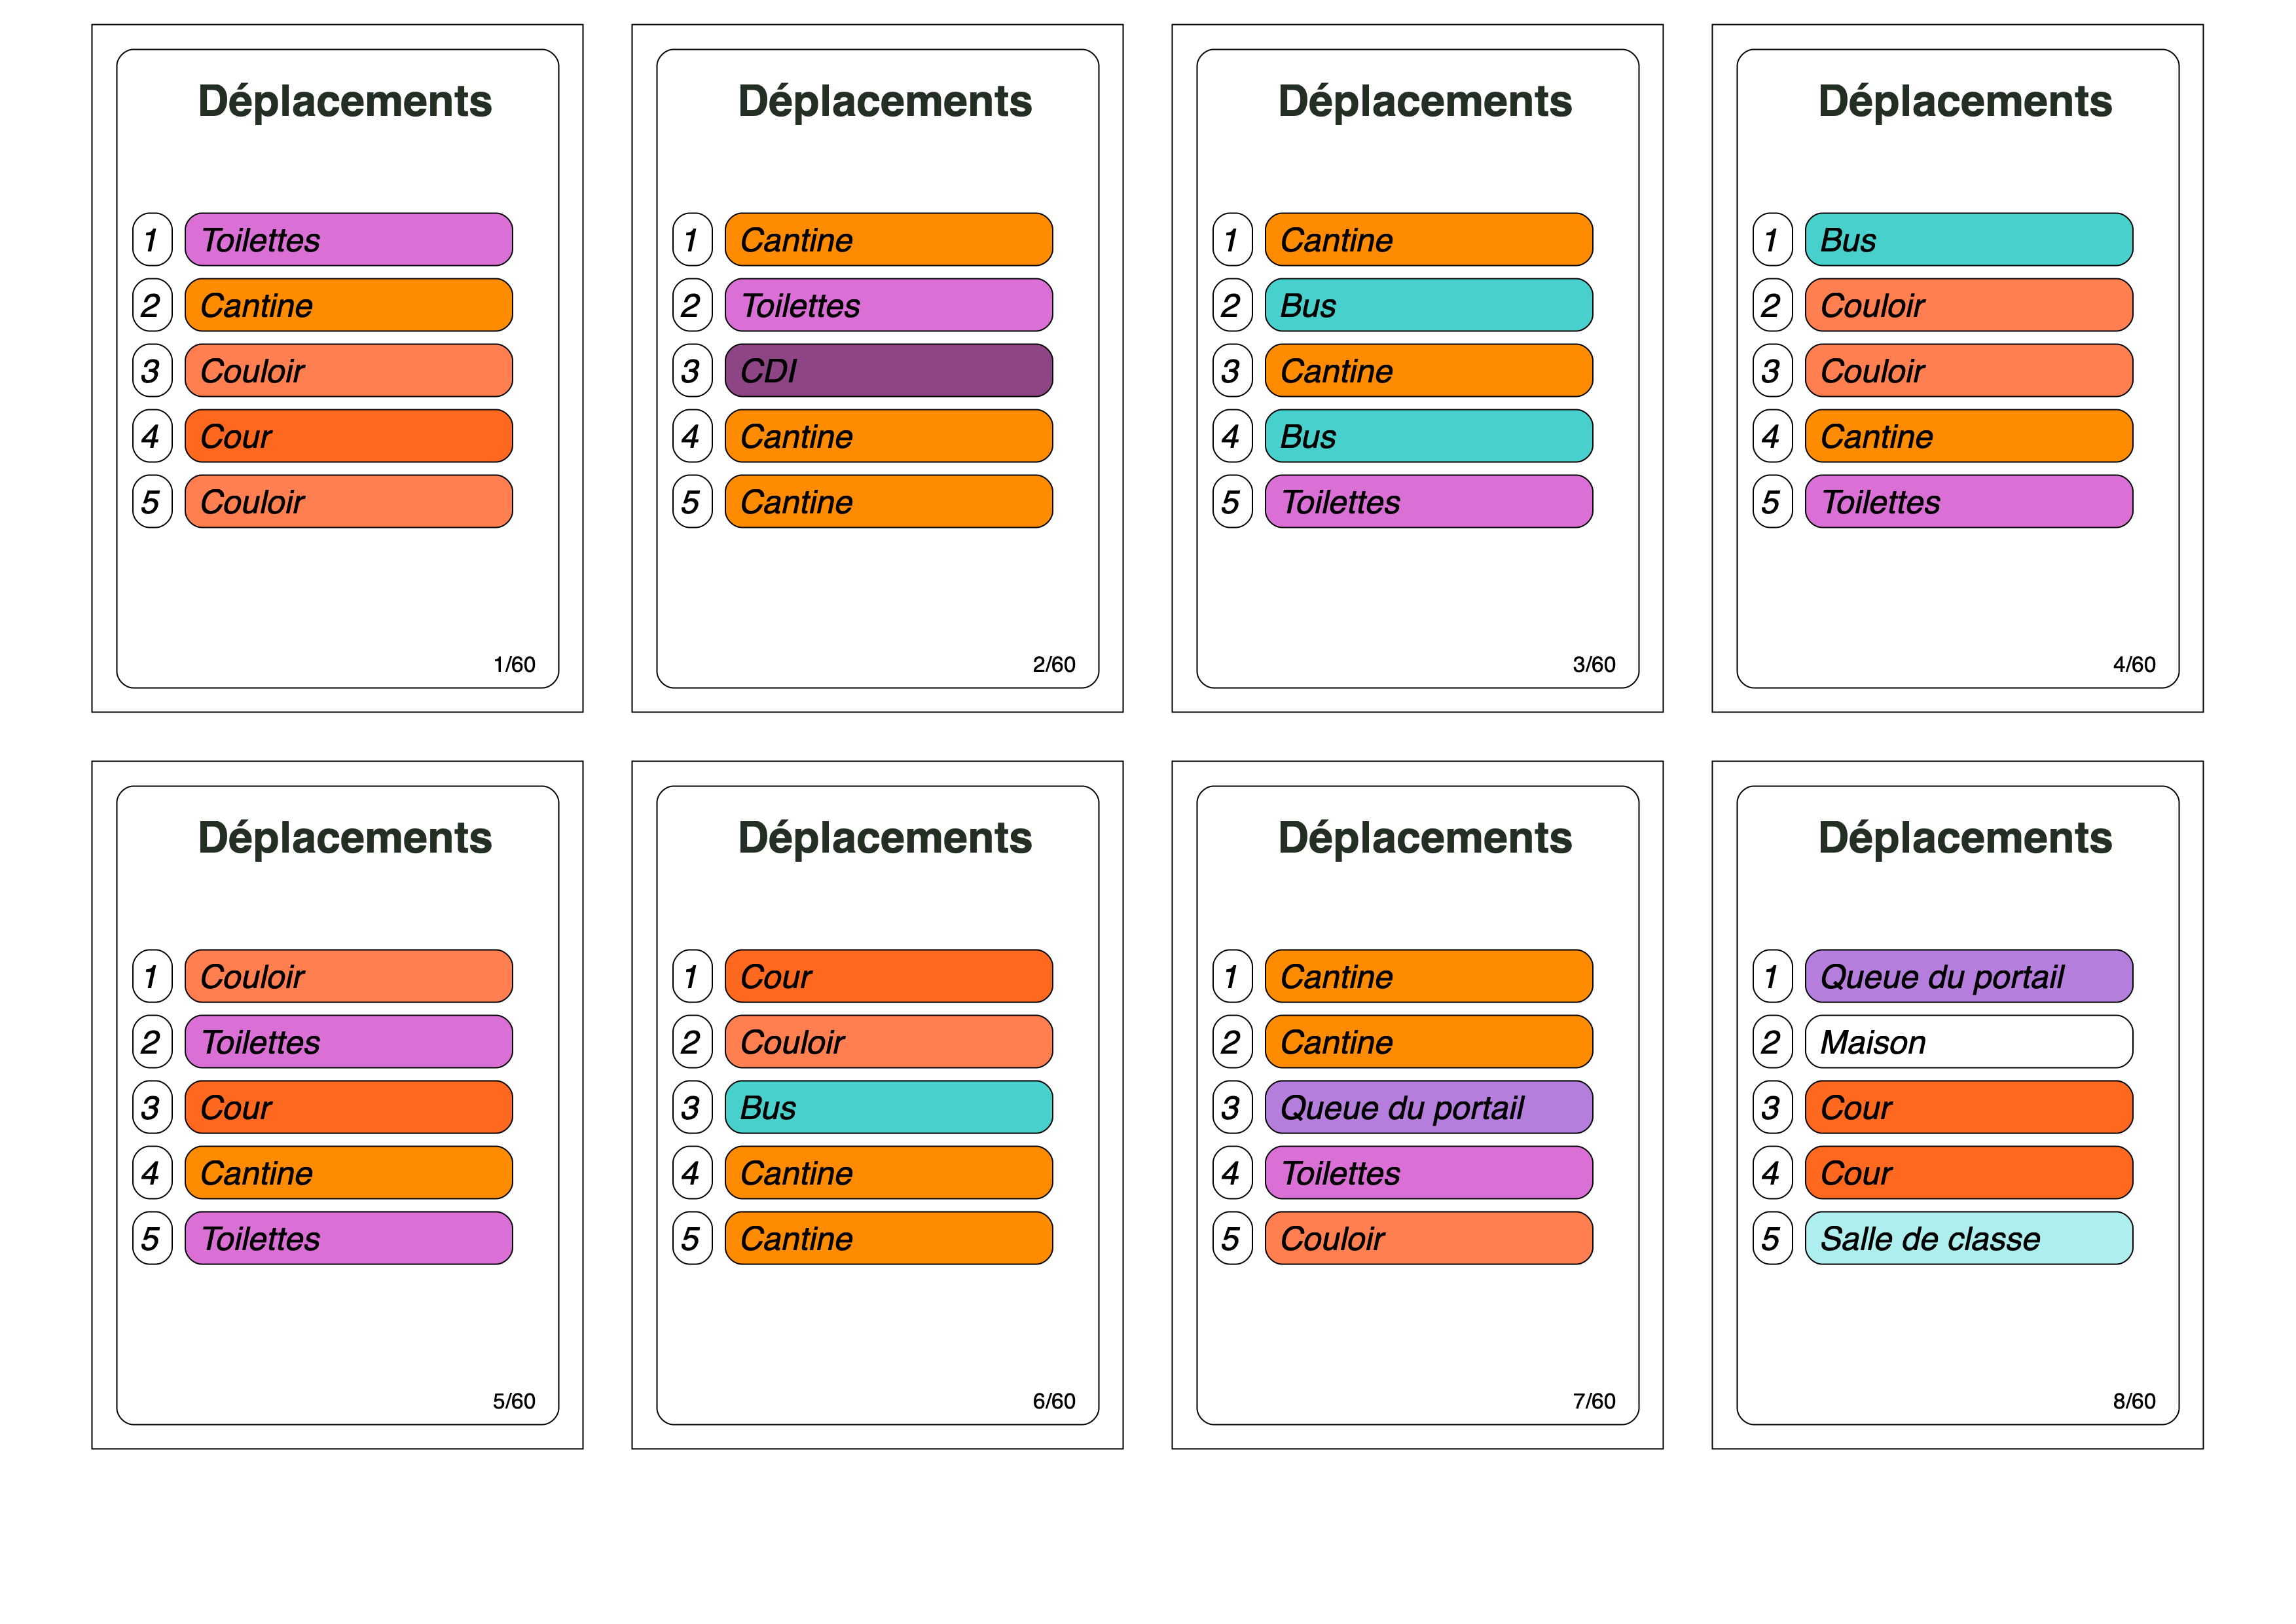 Déplacements
1 Toilettes
2 Cantine
3 Couloir
4 Cour
5 Couloir
1/60
Déplacements
1 Cantine
2 Toilettes
3 CDI
4 Cantine
5 Cantine
2/60
Déplacements
1 Cantine
2 Bus
3 Cantine
4 Bus
5 Toilettes
3/60
Déplacements
1 Bus
2 Couloir
3 Couloir
4 Cantine
5 Toilettes
4/60
Déplacements
1 Couloir
2 Toilettes
3 Cour
4 Cantine
5 Toilettes
5/60
Déplacements
1 Cour
2 Couloir
3 Bus
4 Cantine
5 Cantine
6/60
Déplacements
1 Cantine
2 Cantine
3 Queue du portail
4 Toilettes
5 Couloir
7/60
Déplacements
1 Queue du portail
2 Maison
3 Cour
4 Cour
5 Salle de classe
8/60